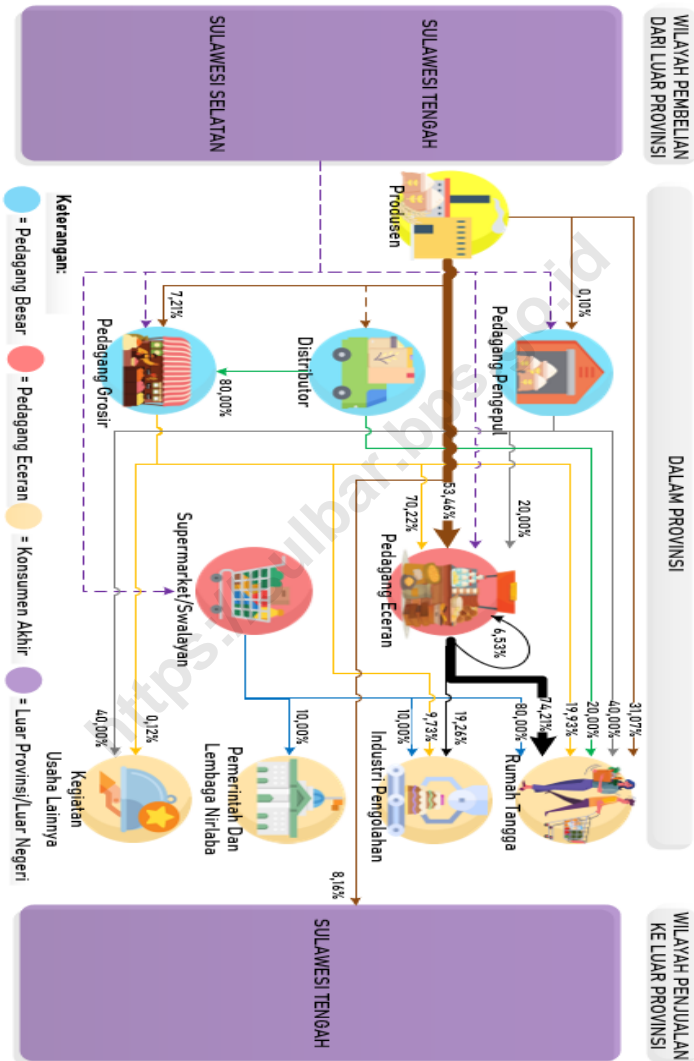 WILAYAH PEMBELIAN
DARI LUAR PROVINSI
DALAM PROVINSI
WILAYAH PENJUALAN
KE LUAR PROVINSI
SULAWESI TENGAH
SULAWESI SELATAN
Produsen
31,07%
0,10%
Pedagang Pengepul
40,00%
20,00%
Distributor
20,00%
80,00%
7,21%
Pedagang Grosir
53,46%
70,22%
19,93%
Pedagang Eceran
6,53%
74,21%
19,26%
9,73%
Supermarket/Swalayan
80,00%
10,00%
10,00%
Rumah Tangga
Industri Pengolahan
Pemerintah Dan
Lembaga Nirlaba
0,12%
40,00%
Kegiatan
Usaha Lainnya
8,16%
SULAWESI TENGAH
Keterangan:
= Pedagang Besar
= Pedagang Eceran
= Konsumen Akhir
= Luar Provinsi/Luar Negeri
https://sulbar.bps.go.id